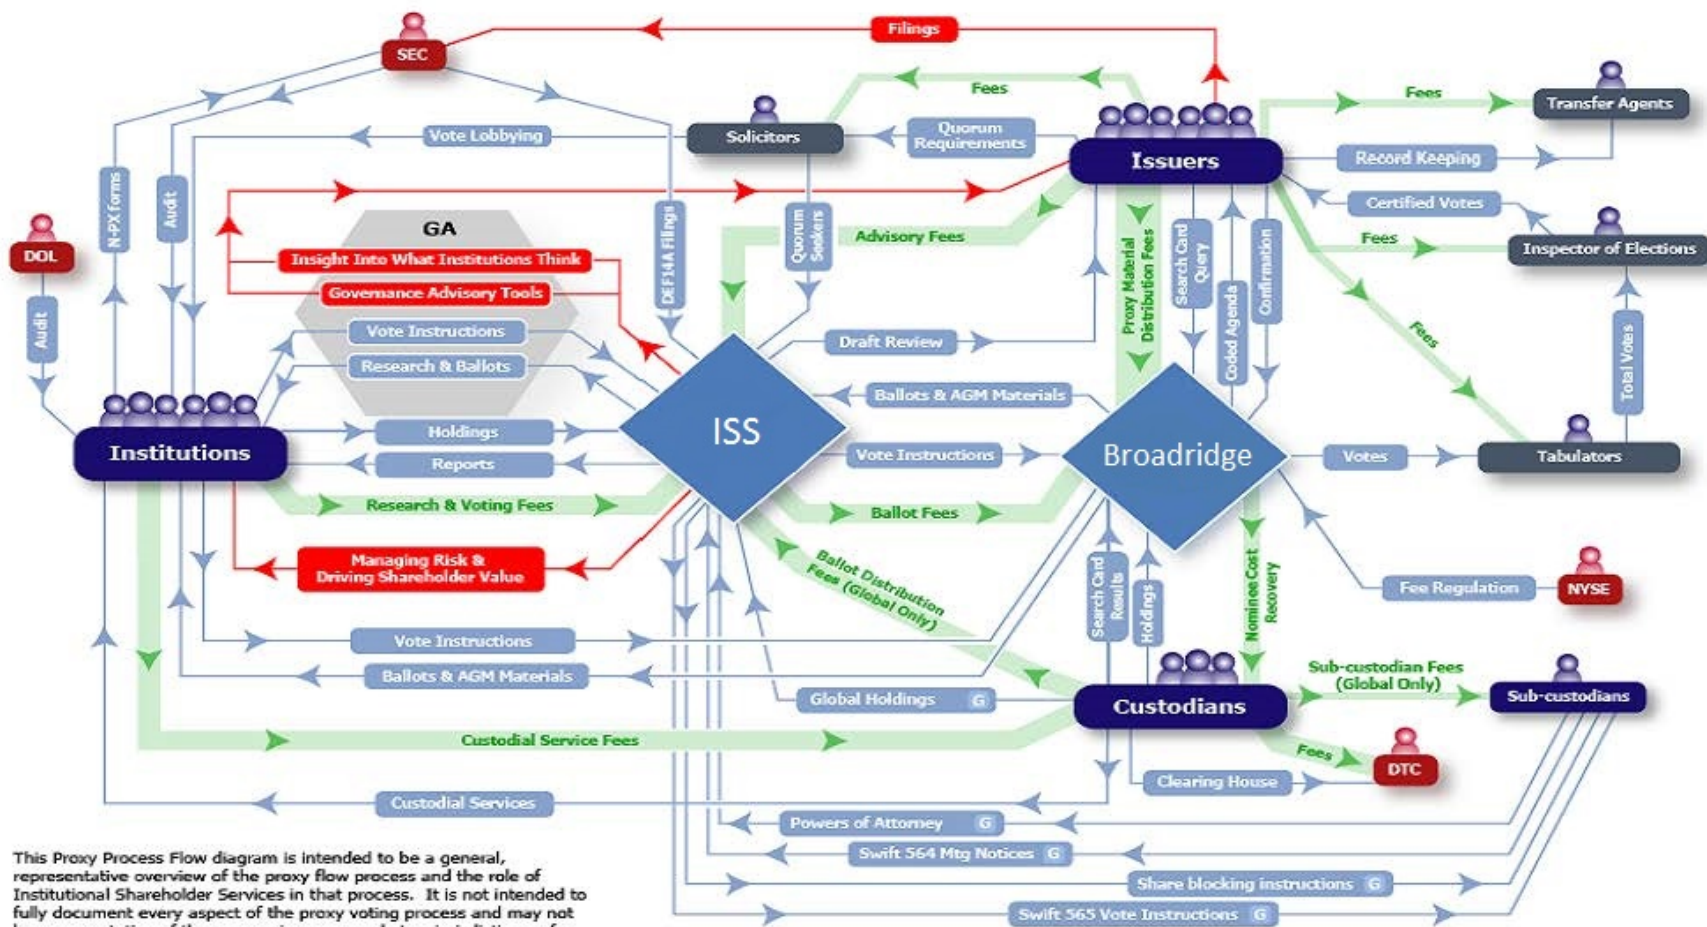 Filings
SEC
Fees
Fees
Transfer Agents
Vote Lobbying
Solicitors
Quorum
Requirements
Issuers
Record Keeping
Certified Votes
N-PX forms
Audit
DEF14A Filings
Quorum
Seekers
GA
Advisory Fees
Proxy Material
Distribution Fees
Search Card
Query
Coded Agenda
Confirmation
Fees
Inspector of Elections
DOL
Insight Into What Institutions Think
Governance Advisory Tools
Audit
Vote Instructions
Draft Review
Fees
Total Votes
Research & Ballots
Ballots & AGM Materials
Holdings
ISS
Institutions
Reports
Vote Instructions
Broadridge
Votes
Tabulators
Research & Voting Fees
Ballot Fees
Managing Risk &
Driving Shareholder Value
Ballot Distribution
Fees (Global Only)
Search Card
Results
Holdings
Nominee Cost
Recovery
Fee Regulation
NYSE
Vote Instructions
Ballots & AGM Materials
Global Holdings G
Custodians
Sub-custodian Fees
(Global Only)
Sub-custodians
Custodial Service Fees
Fees
DTC
Clearing House
Custodial Services
Powers of Attorney G
Swift 564 Mtg Notices G
Share blocking instructions G
Swift 565 Vote Instructions G
This Proxy Process Flow diagram is intended to be a general,
representative overview of the proxy flow process and the role of
Institutional Shareholder Services in that process. It is not intended to
fully document every aspect of the proxy voting process and may not